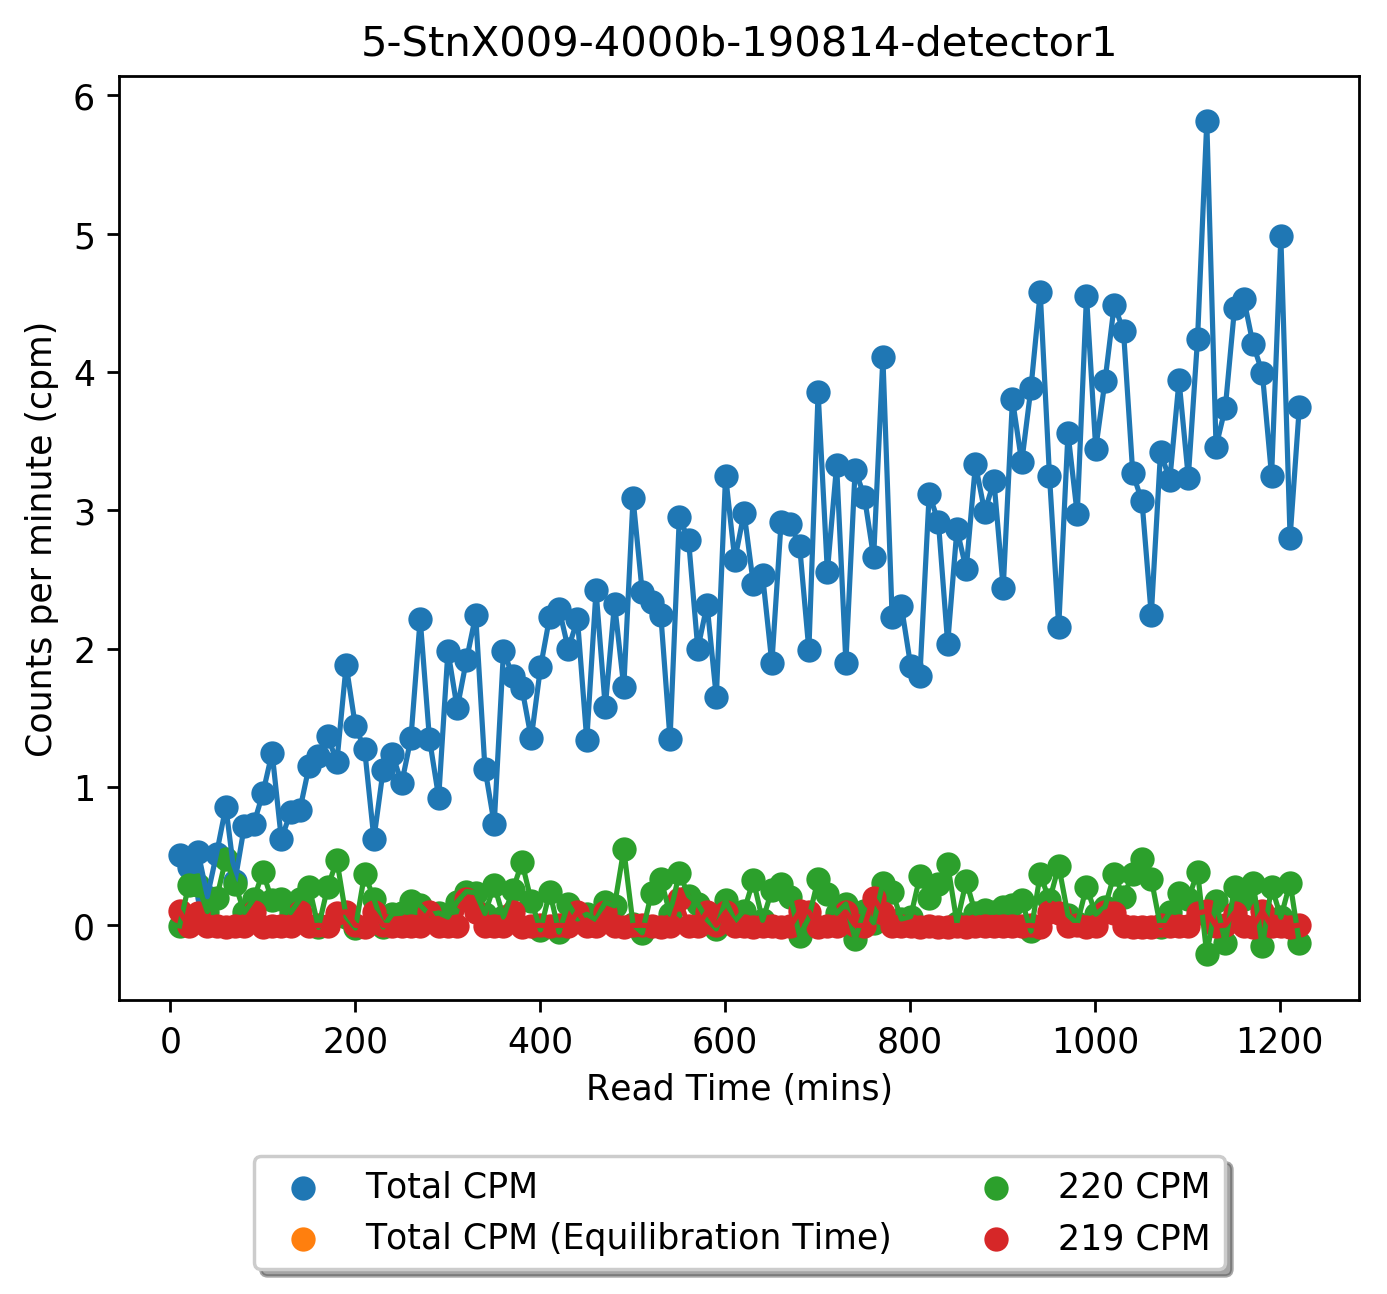 5-StnX009-4000b-190814-detector1
6
5
4
3
2
1
0
Counts per minute (cpm)
0 200 400 600 800 1000 1200
Read Time (mins)
Total CPM
Total CPM (Equilibration Time)
220 CPM
219 CPM